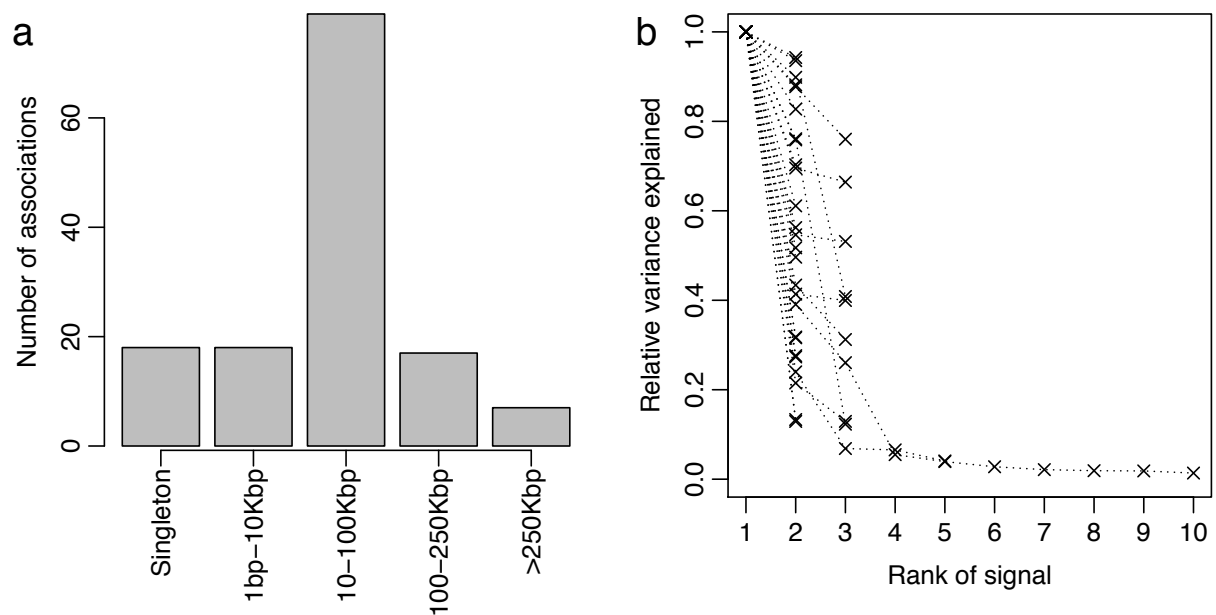 a
Number of associations
60
40
20
0
Singleton
1bp−10Kbp
10−100Kbp
100−250Kbp
>250Kbp
b
Relative variance explained
1.0
0.8
0.6
0.4
0.2
0.0
1 2 3 4 5 6 7 8 9 10
Rank of signal